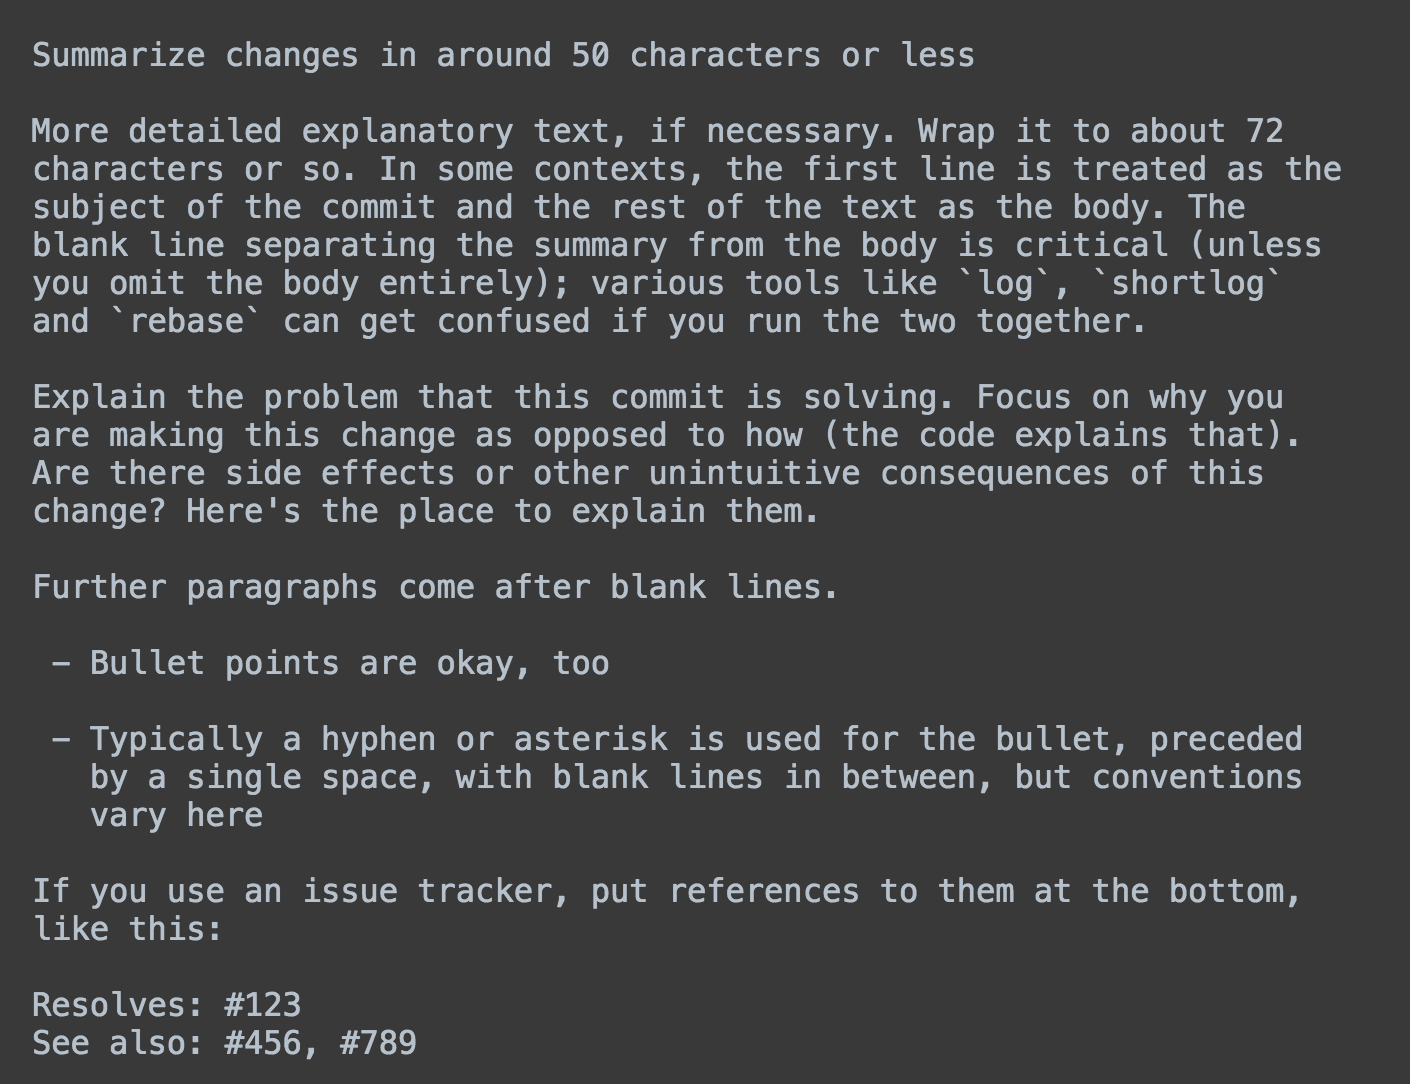 Summarize changes in around 50 characters or less

More detailed explanatory text, if necessary. Wrap it to about 72
characters or so. In some contexts, the first line is treated as the
subject of the commit and the rest of the text as the body. The
blank line separating the summary from the body is critical (unless
you omit the body entirely); various tools like `log`, `shortlog`
and `rebase` can get confused if you run the two together.

Explain the problem that this commit is solving. Focus on why you
are making this change as opposed to how (the code explains that).
Are there side effects or other unintuitive consequences of this
change? Here's the place to explain them.

Further paragraphs come after blank lines.

 - Bullet points are okay, too

 - Typically a hyphen or asterisk is used for the bullet, preceded
   by a single space, with blank lines in between, but conventions
   vary here

If you use an issue tracker, put references to them at the bottom,
like this:

Resolves: #123
See also: #456, #789